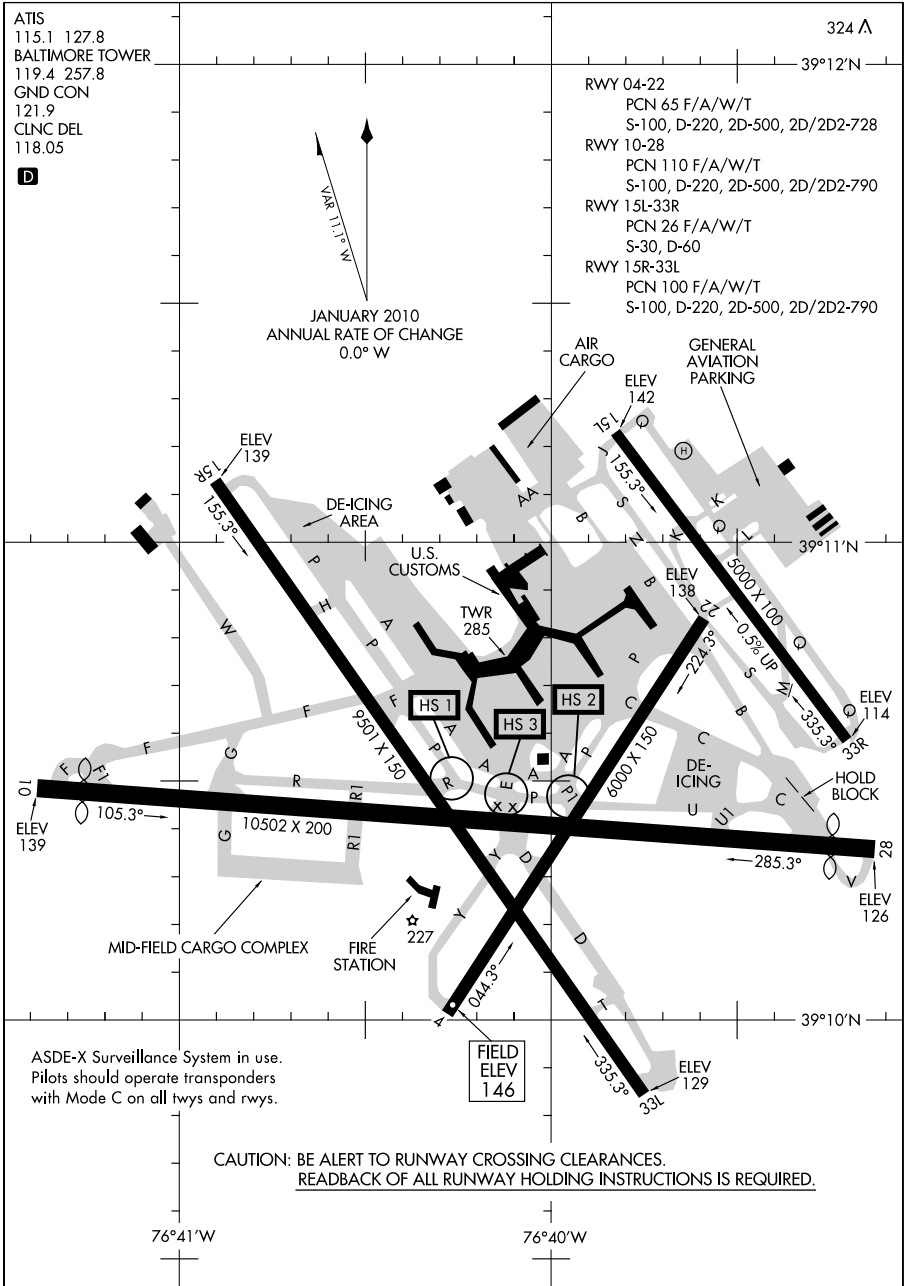 ATIS
115.1 127.8
BALTIMORE TOWER
119.4 257.8
GND CON
121.9
CLNC DEL
118.05
D
324
39°12'N
RWY 04-22
PCN 65 F/A/W/T
S-100, D-220, 2D-500, 2D/2D2-728
RWY 10-28
PCN 110 F/A/W/T
S-100, D-220, 2D-500, 2D/2D2-790
RWY 15L-33R
PCN 26 F/A/W/T
S-30, D-60
RWY 15R-33L
PCN 100 F/A/W/T
S-100, D-220, 2D-500, 2D/2D2-790
VAR 11.1° W
JANUARY 2010
ANNUAL RATE OF CHANGE
0.0° W
AIR
CARGO
GENERAL
AVIATION
PARKING
ELEV
142
15L
Q
H
J
155.3°
ELEV
139
15R
155.3°
DE-ICING
AREA
AA
B
S
N
K
K
Q
L
39°11'N
U.S.
CUSTOMS
P
H
A
P
B
5000 X 100
ELEV
138
22
0.5% UP
TWR
285
W
224.3°
P
S
Q
M
HS 1
HS 2
HS 3
F
F
F
A
P
C
C
B
335.3°
Q
ELEV
114
33R
9501 X 150
6000 X 150
G
A
A
A
P
DE-
ICING
HOLD
BLOCK
F
F1
R
R1
R
E
P
P1
X X
U
U1
C
10
105.3°
10502 X 200
ELEV
139
G
R1
Y
D
285.3°
28
V
ELEV
126
MID-FIELD CARGO COMPLEX
FIRE
STATION
227
Y
D
044.3°
4
T
39°10'N
FIELD
ELEV
146
335.3°
33L
ELEV
129
ASDE-X Surveillance System in use.
Pilots should operate transponders
with Mode C on all twys and rwys.
CAUTION: BE ALERT TO RUNWAY CROSSING CLEARANCES.
READBACK OF ALL RUNWAY HOLDING INSTRUCTIONS IS REQUIRED.
76°41'W
76°40'W